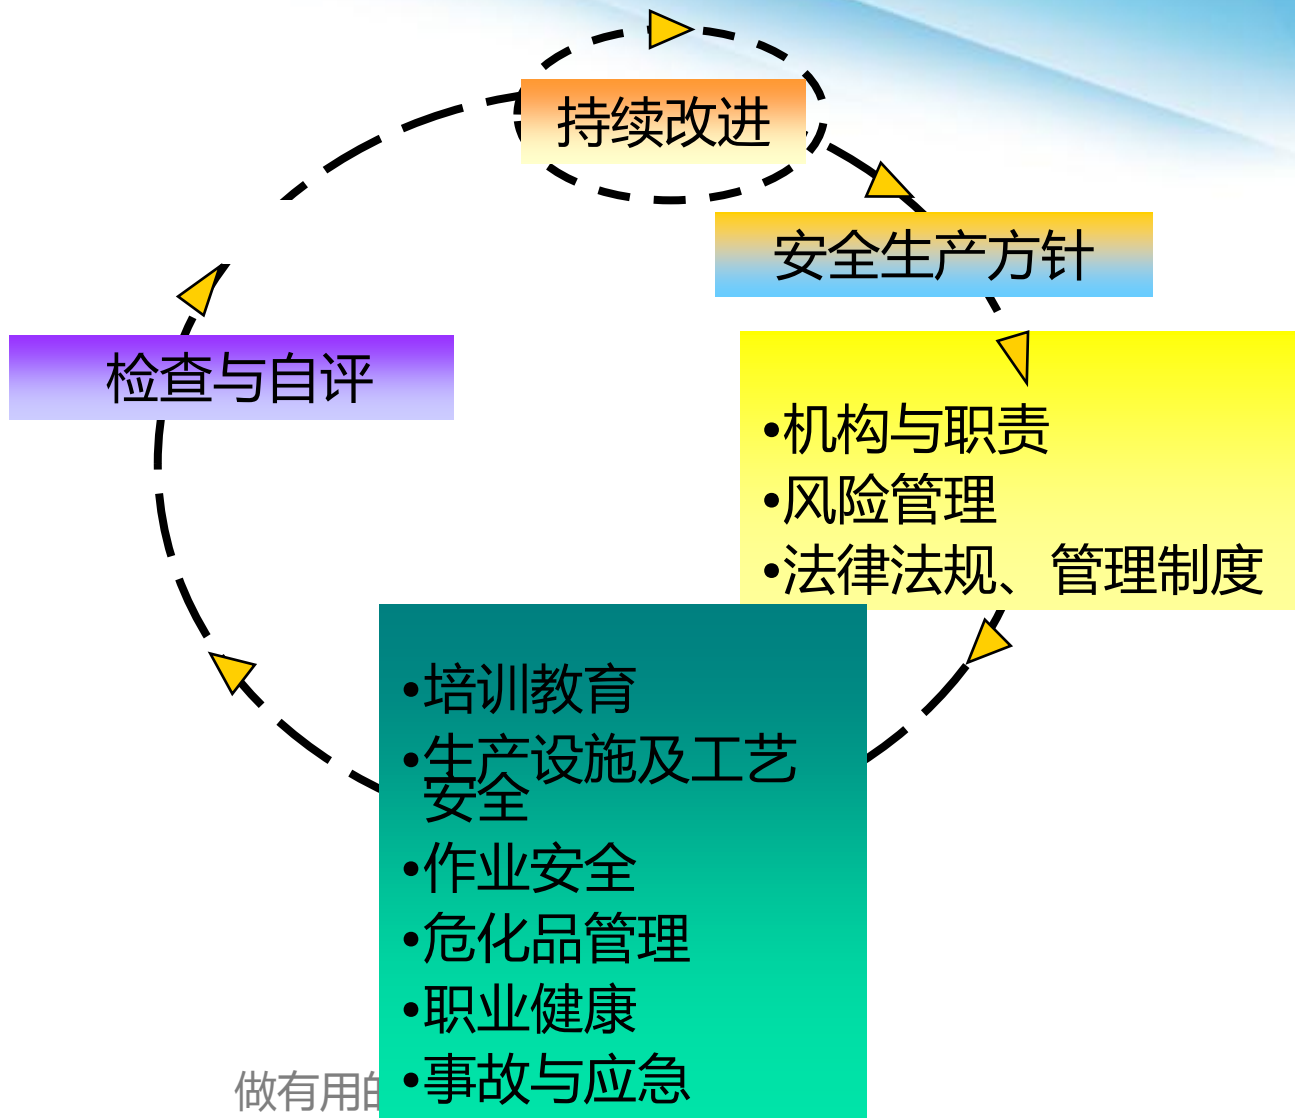 持续改进
安全生产方针
检查与自评
•机构与职责
•风险管理
•法律法规、管理制度
•培训教育
•生产设施及工艺
安全
•作业安全
•危化品管理
•职业健康
•事故与应急
做有用的